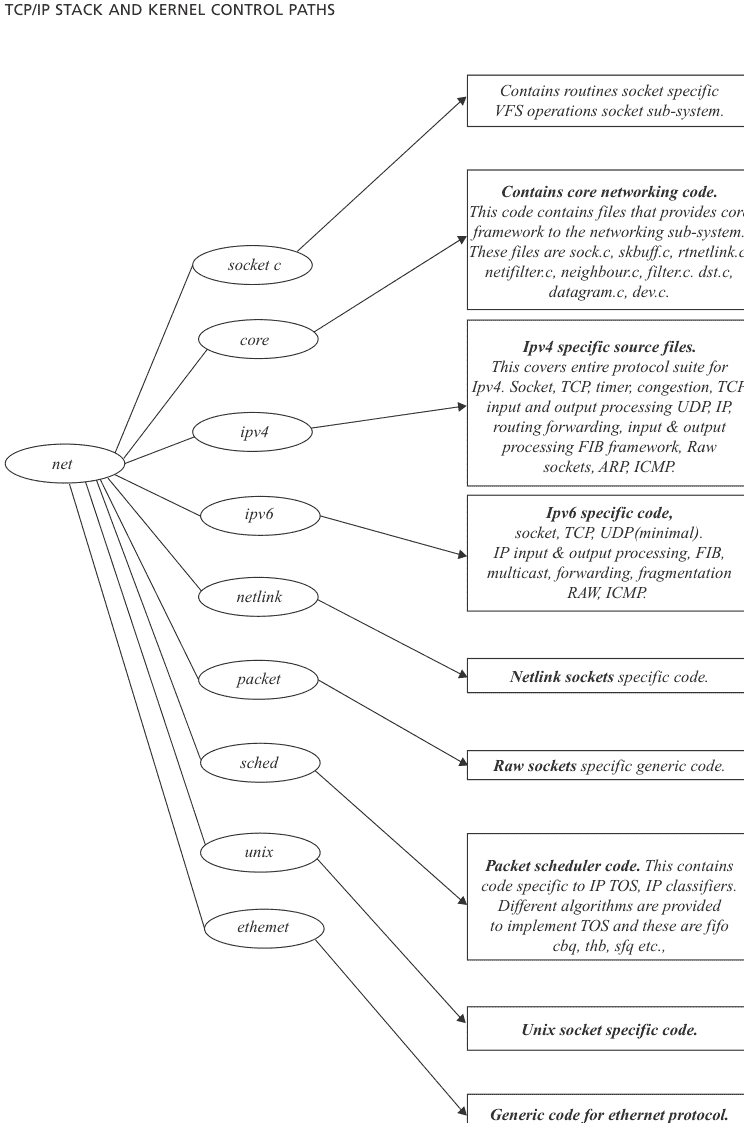 TCP/IP STACK AND KERNEL CONTROL PATHS
Contains routines socket specific
VFS operations socket sub-system.
Contains core networking code.
This code contains files that provides core
framework to the networking sub-system.
These files are sock.c, skbuff.c, rtnetlink.c
netifilter.c, neighbour.c, filter.c. dst.c,
datagram.c, dev.c.
socket c
core
Ipv4 specific source files.
This covers entire protocol suite for
Ipv4. Socket, TCP, timer, congestion, TCP
input and output processing UDP, IP,
routing forwarding, input & output
processing FIB framework, Raw
sockets, ARP, ICMP.
ipv4
net
ipv6
Ipv6 specific code,
socket, TCP, UDP(minimal).
IP input & output processing, FIB,
multicast, forwarding, fragmentation
RAW, ICMP.
netlink
Netlink sockets specific code.
packet
Raw sockets specific generic code.
sched
Packet scheduler code. This contains
code specific to IP TOS, IP classifiers.
Different algorithms are provided
to implement TOS and these are fifo
cbq, thb, sfq etc.,
unix
ethemet
Unix socket specific code.
Generic code for ethernet protocol.